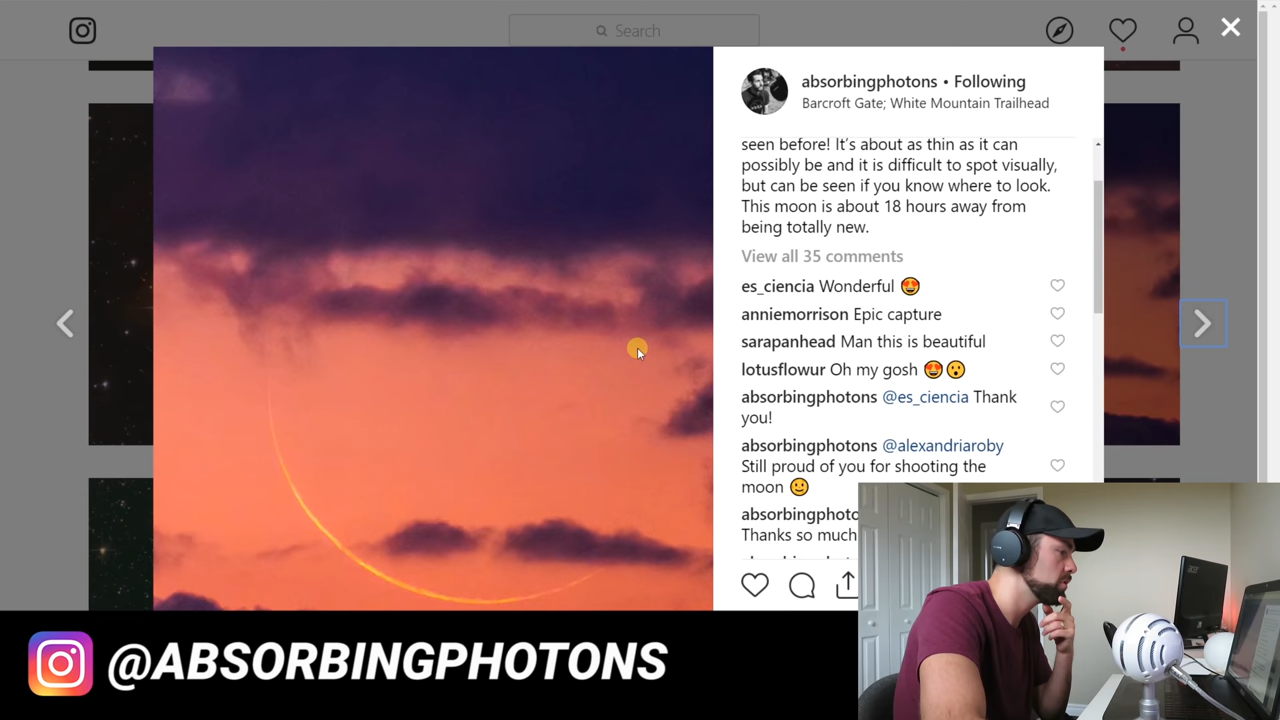 Search
absorbingphotons • Following
Barcroft Gate; White Mountain Trailhead
seen before! It's about as thin as it can
possibly be and it is difficult to spot visually,
but can be seen if you know where to look.
This moon is about 18 hours away from
being totally new.
View all 35 comments
es_ciencia Wonderful 😍
anniemorrison Epic capture
sarapanhead Man this is beautiful
lotusflowur Oh my gosh 😍😮
absorbingphotons @es_ciencia Thank
you!
absorbingphotons @alexandriaroby
Still proud of you for shooting the
moon 🙂
absorbingphoto
Thanks so much
@ABSORBINGPHOTONS
acer